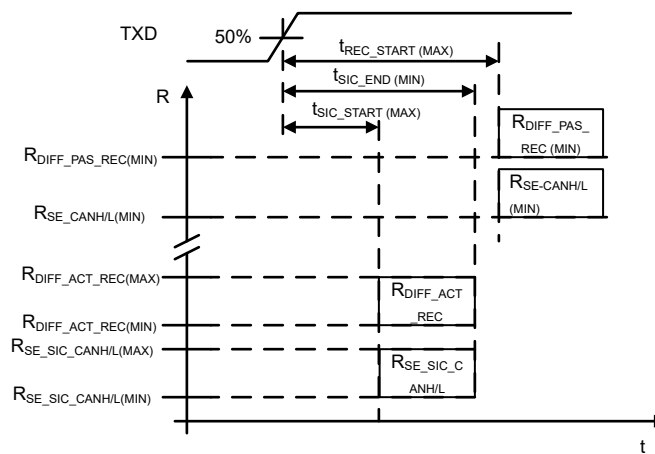 TXD
50%
tREC_START (MAX)
tSIC_END (MIN)
tSIC_START (MAX)
R
RDIFF_PAS_
REC (MIN)
RDIFF_PAS_REC(MIN)
RSE-CANH/L
(MIN)
RSE_CANH/L(MIN)
RDIFF_ACT_REC(MAX)
RDIFF_ACT
_REC
RDIFF_ACT_REC(MIN)
RSE_SIC_CANH/L(MAX)
RSE_SIC_C
ANH/L
RSE_SIC_CANH/L(MIN)
t